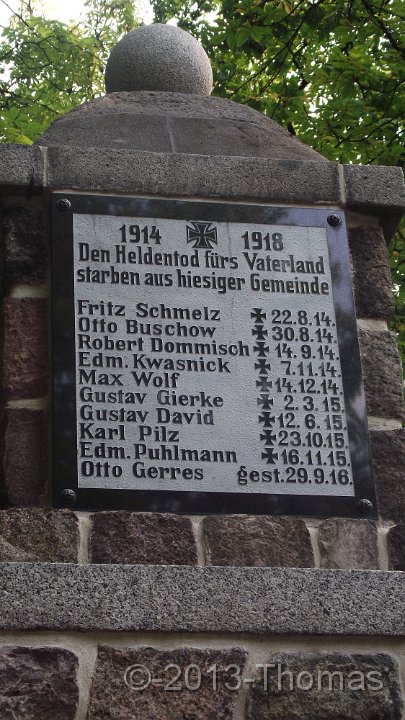 1914 1918
Den Heldentod fürs Vaterland
starben aus hiesiger Gemeinde
Fritz Schmelz 22.8.14.
Otto Buschow 30.8.14.
Robert Dommisch 14.9.14.
Edm. Kwasnick 7.11.14.
Max Wolf 14.12.14.
Gustav Gierke 2.3.15.
Gustav David 12.6.15.
Karl Pilz 23.10.15.
Edm. Puhlmann 16.11.15.
Otto Gerres gest. 29.9.16.
©-2013-Thomas